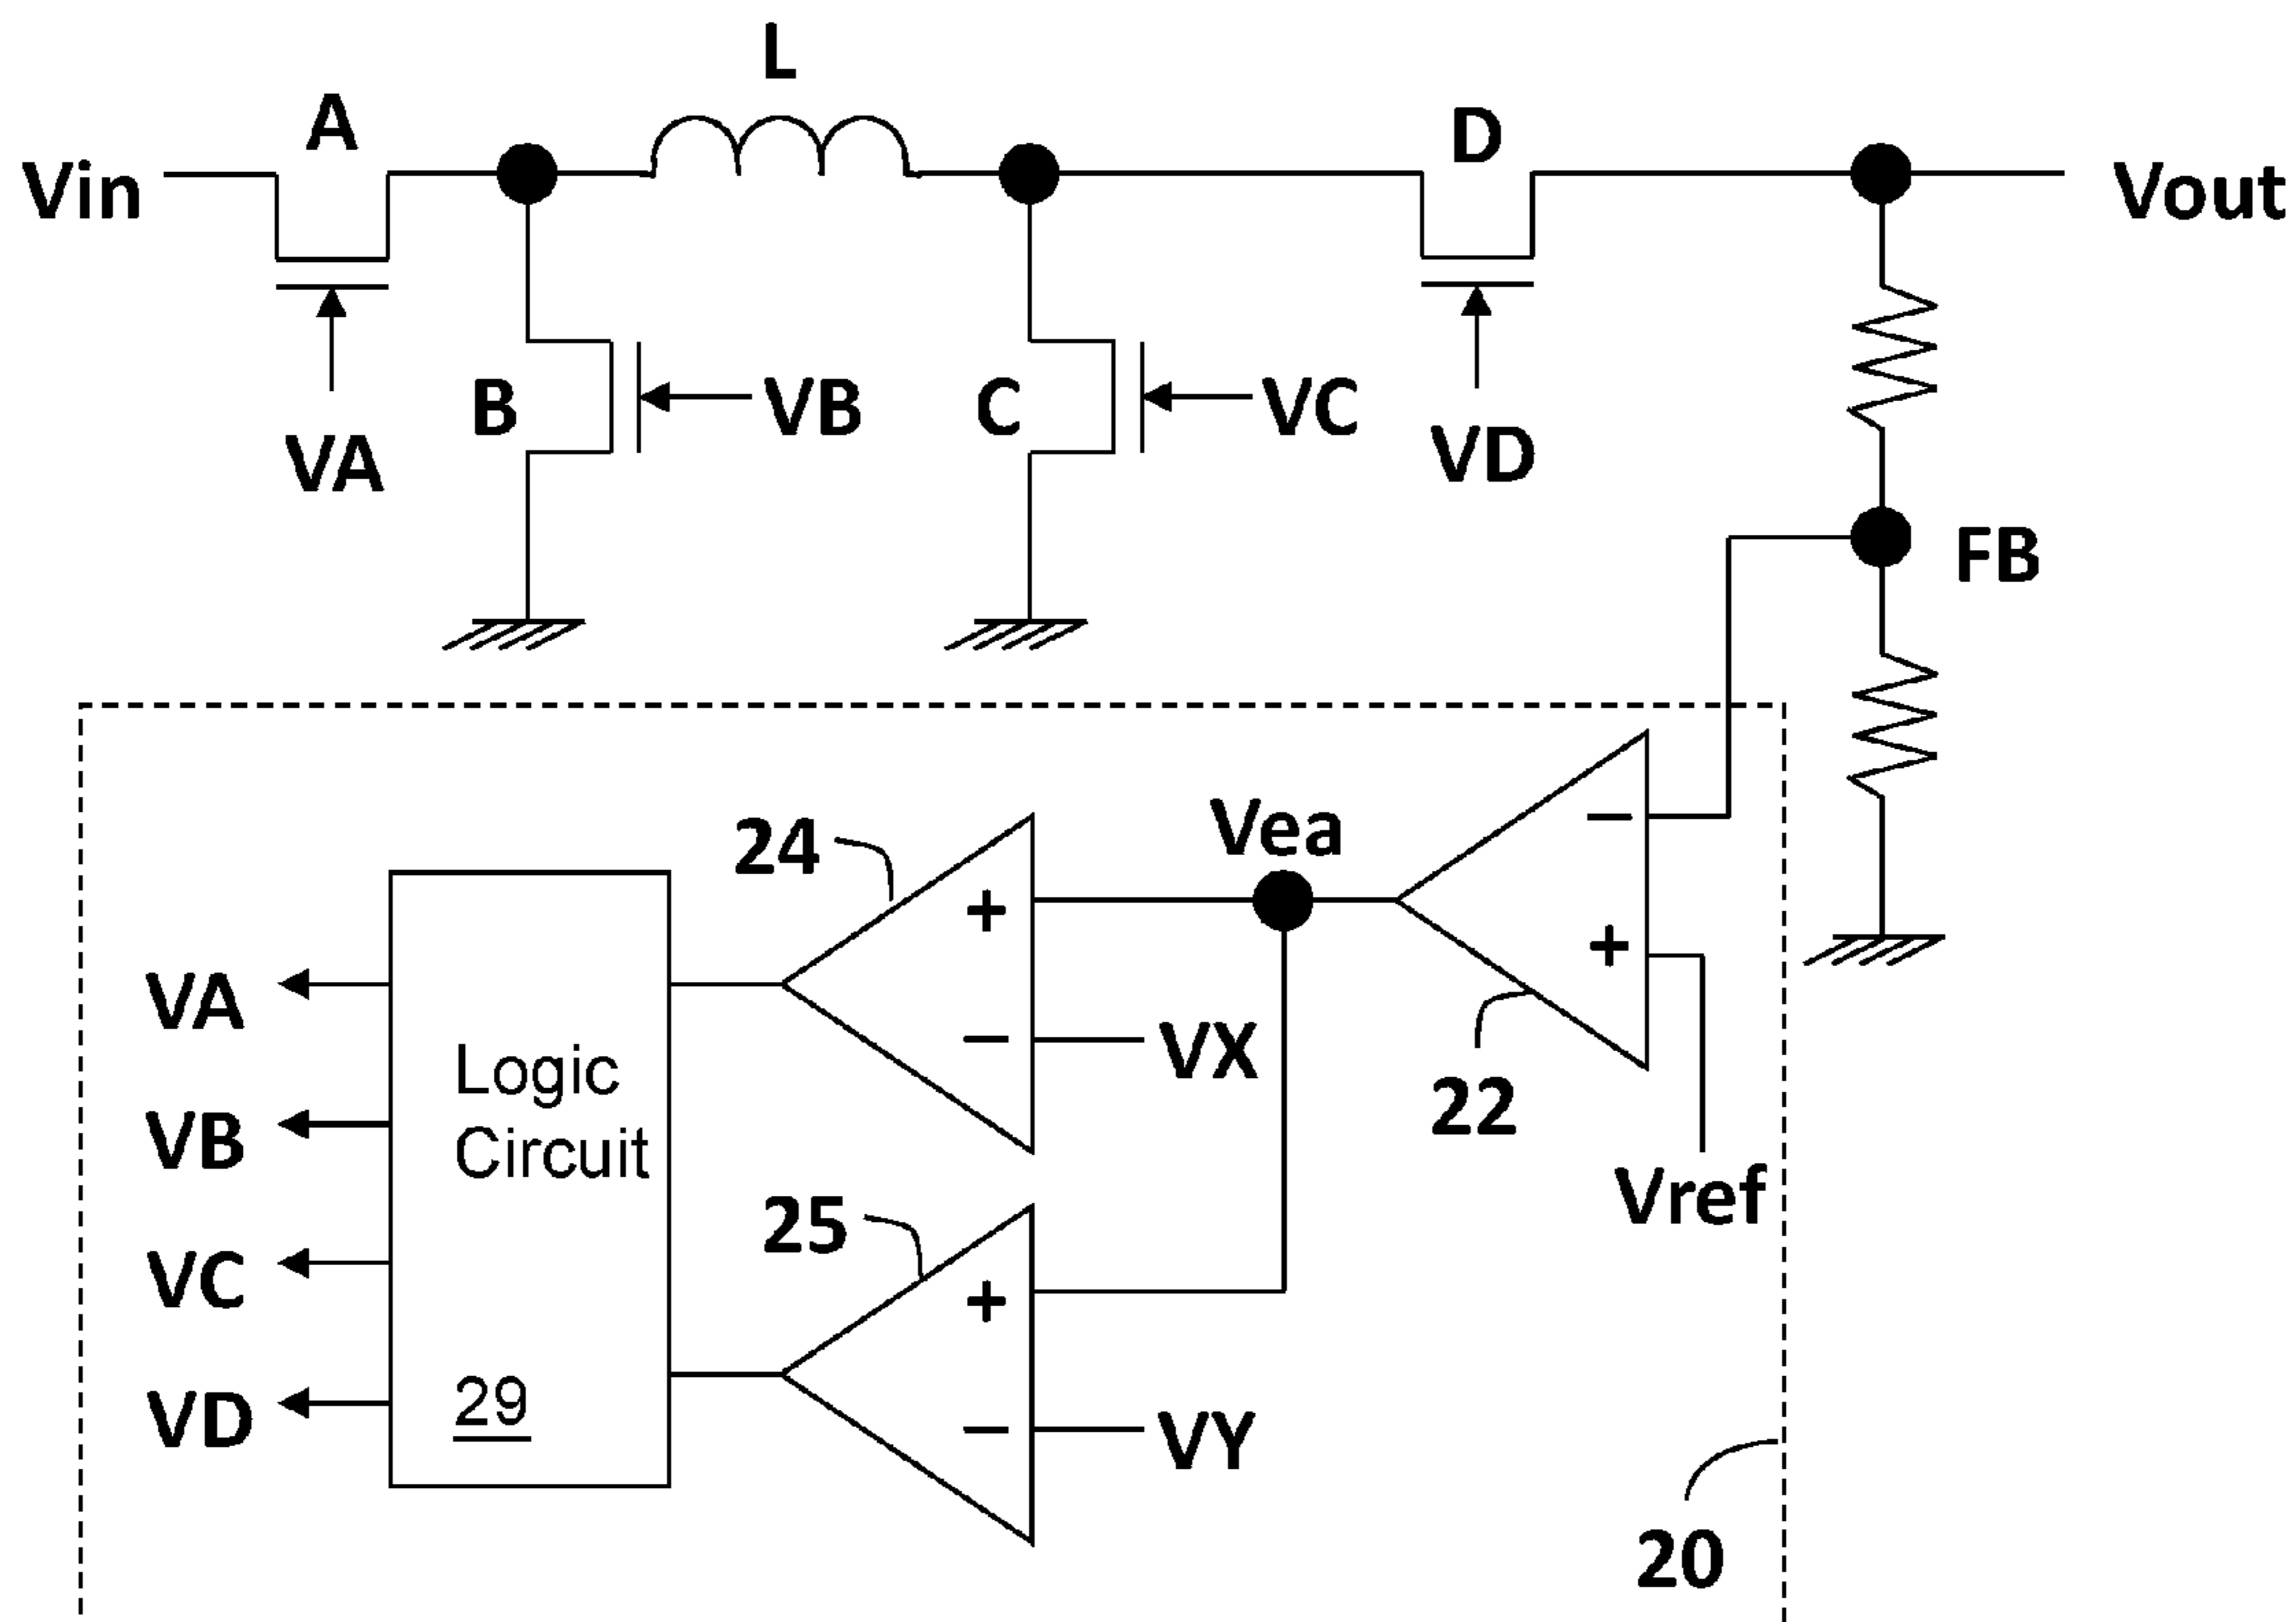 L
A
D
Vin
Vout
B
VB
C
VC
VA
VD
FB
24
Vea
+
−
+
−
VX
22
Vref
Logic
Circuit
29
VA
VB
VC
VD
25
+
−
VY
20